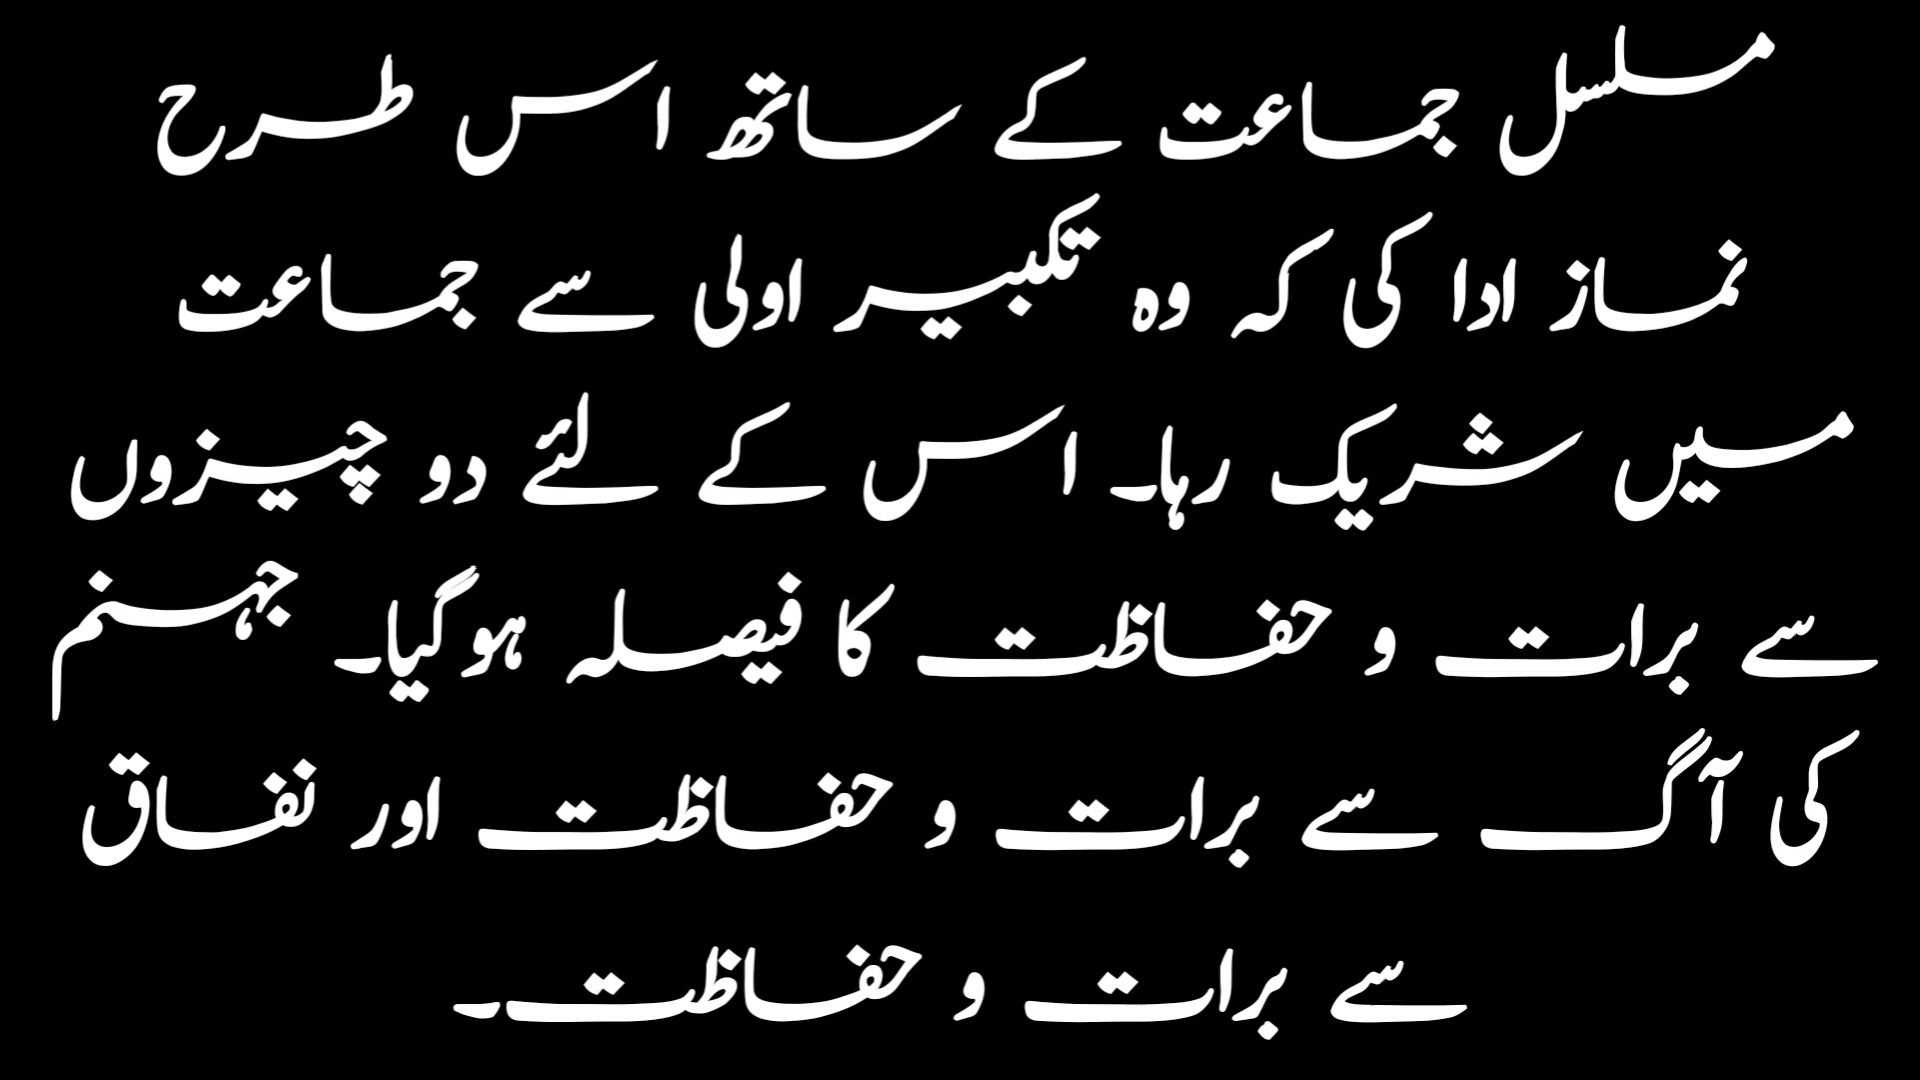 مسلسل جماعت کے ساتھ اس طرح
نماز ادا کی کہ وہ تکبیر اولی سے جماعت
میں شریک رہا۔ اس کے لئے دو چیزوں
سے برات و حفاظت کا فیصلہ ہوگیا۔ جہنم
کی آگ سے برات و حفاظت اور نفاق
سے برات و حفاظت۔